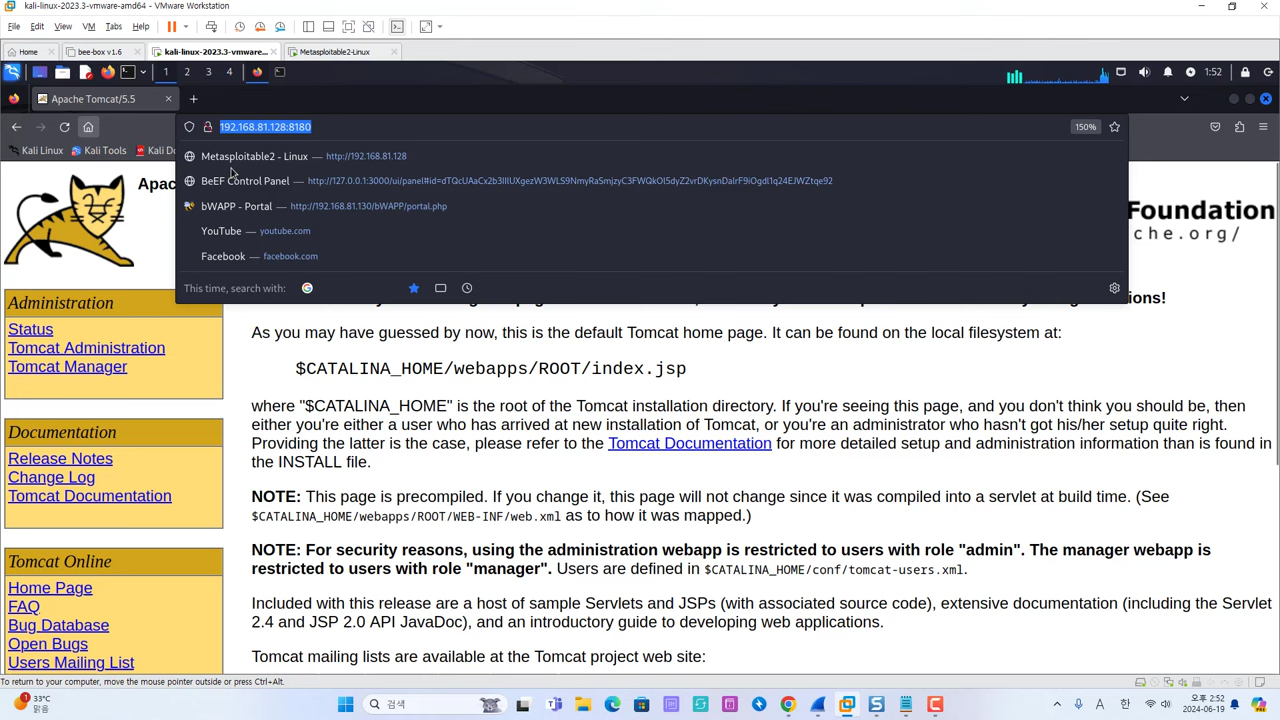 kali-linux-2023.3-vmware-amd64 - VMware Workstation
File Edit View VM Tabs Help
Home bee-box v1.6 kali-linux-2023.3-vmware... Metasploitable2-Linux
1 2 3 4 1:52
Apache Tomcat/5.5
192.168.81.128:8180 150%
Kali Linux Kali Tools Kali Do
Metasploitable2 - Linux — http://192.168.81.128
BeEF Control Panel —
bWAPP - Portal — http://192.168.81.130/bWAPP/portal.php
YouTube — youtube.com
Facebook — facebook.com
This time, search with:
Apac
Foundation
che.org/
Administration
Status
Tomcat Administration
Tomcat Manager
Documentation
Release Notes
Change Log
Tomcat Documentation
Tomcat Online
Home Page
FAQ
Bug Database
Open Bugs
Users Mailing List
ons!
As you may have guessed by now, this is the default Tomcat home page. It can be found on the local filesystem at:
$CATALINA_HOME/webapps/ROOT/index.jsp
where "$CATALINA_HOME" is the root of the Tomcat installation directory. If you're seeing this page, and you don't think you should be, then
either you're either a user who has arrived at new installation of Tomcat, or you're an administrator who hasn't got his/her setup quite right.
Providing the latter is the case, please refer to the Tomcat Documentation for more detailed setup and administration information than is found in
the INSTALL file.
NOTE: This page is precompiled. If you change it, this page will not change since it was compiled into a servlet at build time. (See
$CATALINA_HOME/webapps/ROOT/WEB-INF/web.xml as to how it was mapped.)
NOTE: For security reasons, using the administration webapp is restricted to users with role "admin". The manager webapp is
restricted to users with role "manager". Users are defined in $CATALINA_HOME/conf/tomcat-users.xml.
Included with this release are a host of sample Servlets and JSPs (with associated source code), extensive documentation (including the Servlet
2.4 and JSP 2.0 API JavaDoc), and an introductory guide to developing web applications.
Tomcat mailing lists are available at the Tomcat project web site:
To return to your computer, move the mouse pointer outside or press Ctrl+Alt.
33℃
맑음
검색
A 한
오후 2:52
2024-06-19